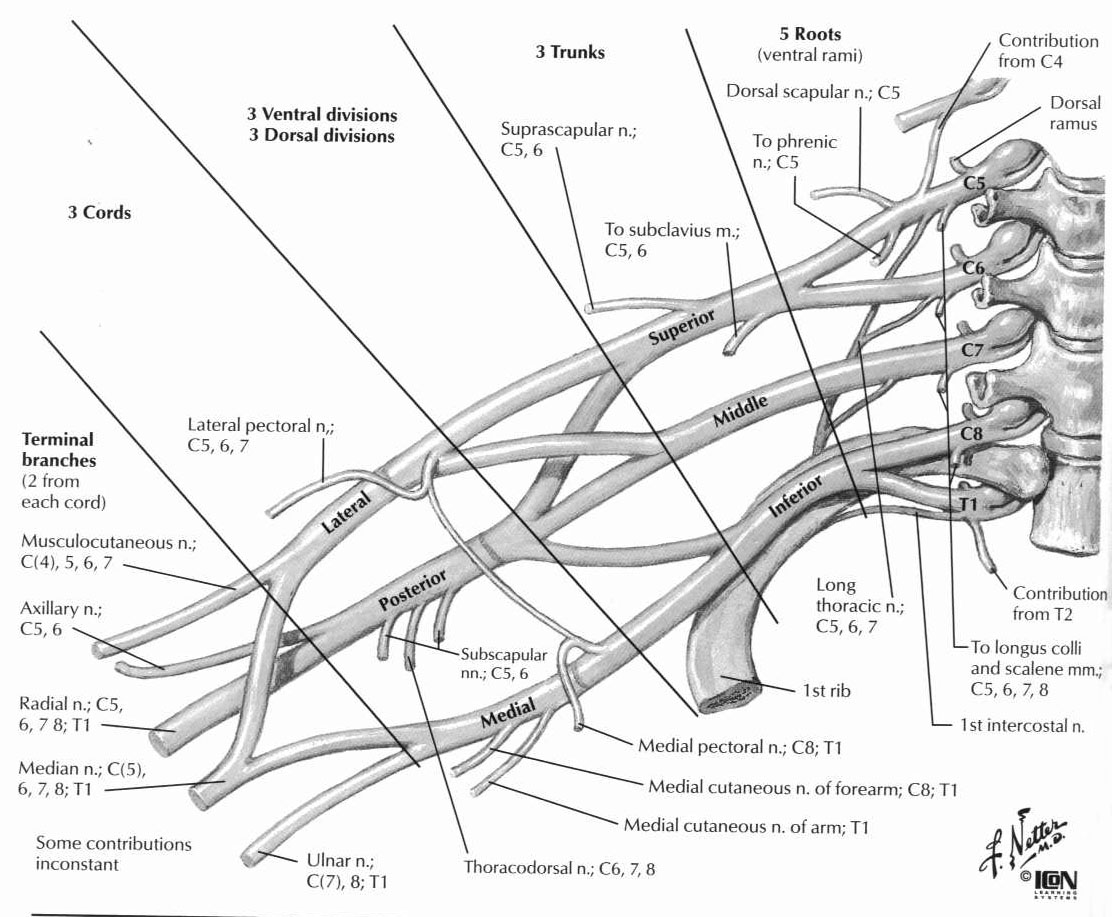 5 Roots
(ventral rami)
Contribution
from C4
3 Trunks
Dorsal scapular n.; C5
Dorsal
ramus
3 Ventral divisions
3 Dorsal divisions
Suprascapular n.;
C5, 6
To phrenic
n.; C5
C5
3 Cords
To subclavius m.;
C5, 6
C6
Superior
C7
Middle
Lateral pectoral n,;
C5, 6, 7
C8
Terminal
branches
(2 from
each cord)
Lateral
Inferior
T1
Musculocutaneous n.;
C(4), 5, 6, 7
Posterior
Long
thoracic n.;
C5, 6, 7
Contribution
from T2
Axillary n.;
C5, 6
Subscapular
nn.; C5, 6
To longus colli
and scalene mm.;
C5, 6, 7, 8
1st rib
Radial n.; C5,
6, 7 8; T1
Medial
1st intercostal n.
Medial pectoral n.; C8; T1
Median n.; C(5),
6, 7, 8; T1
Medial cutaneous n. of forearm; C8; T1
Medial cutaneous n. of arm; T1
Some contributions
inconstant
Ulnar n.;
C(7), 8; T1
Thoracodorsal n.; C6, 7, 8
F. Netter
M.D.
© ICON
LEARNING
SYSTEMS